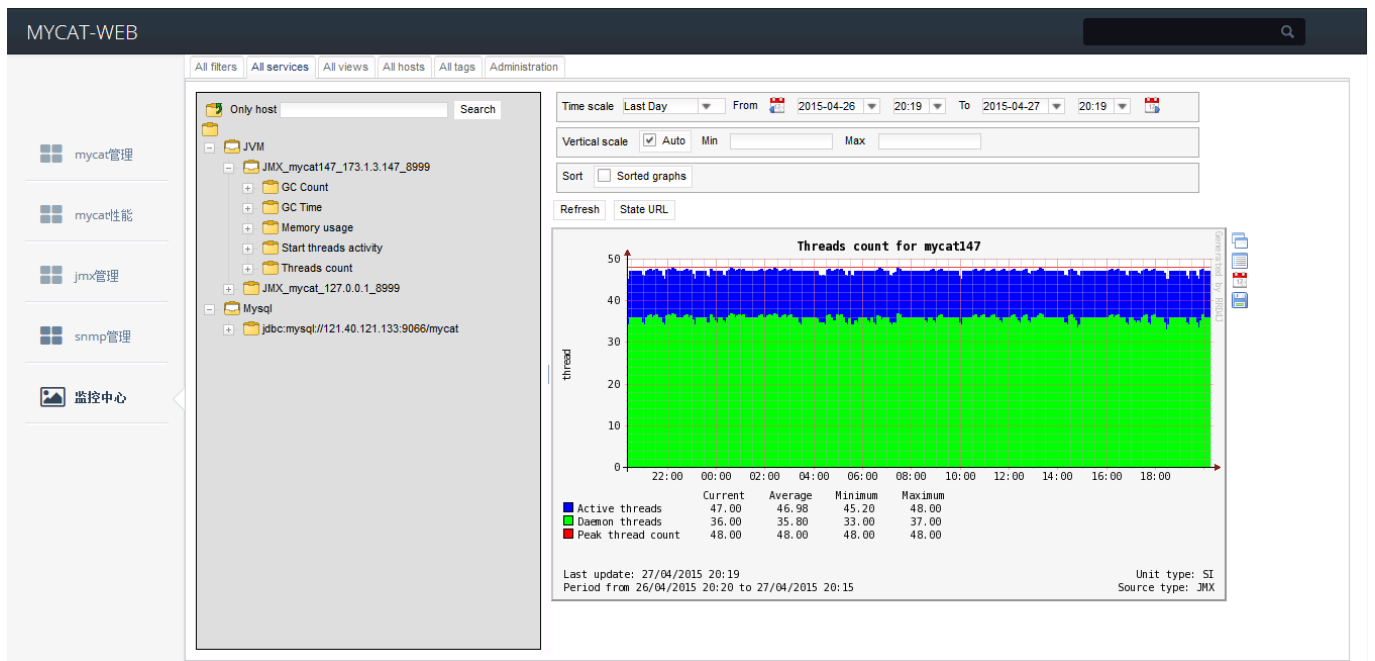 MYCAT-WEB
All filters All services All views All hosts All tags Administration
mycat管理
mycat性能
jmx管理
snmp管理
监控中心
Only host Search
JVM
JMX_mycat147_173.1.3.147_8999
GC Count
GC Time
Memory usage
Start threads activity
Threads count
JMX_mycat_127.0.0.1_8999
Mysql
jdbc:mysql://121.40.121.133:9066/mycat
Time scale Last Day From 2015-04-26 20:19 To 2015-04-27 20:19
Vertical scale Auto Min Max
Sort Sorted graphs
Refresh State URL
Threads count for mycat147
Generated by RRD4J
thread
50
40
30
20
10
0
22:00 00:00 02:00 04:00 06:00 08:00 10:00 12:00 14:00 16:00 18:00
Current Average Minimum Maximum
Active threads 47.00 46.98 45.20 48.00
Daemon threads 36.00 35.80 33.00 37.00
Peak thread count 48.00 48.00 48.00 48.00
Last update: 27/04/2015 20:19 Unit type: SI
Period from 26/04/2015 20:20 to 27/04/2015 20:15 Source type: JMX